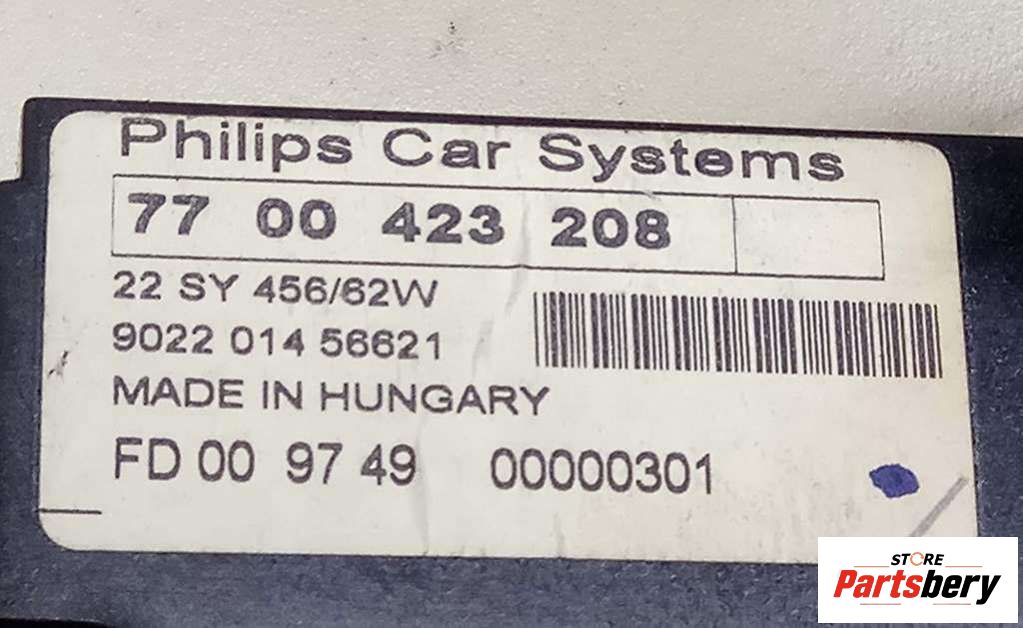 Philips Car Systems
77 00 423 208
22 SY 456/62W
9022 014 56621
MADE IN HUNGARY
FD 00 97 49 00000301
STORE
Partsbery